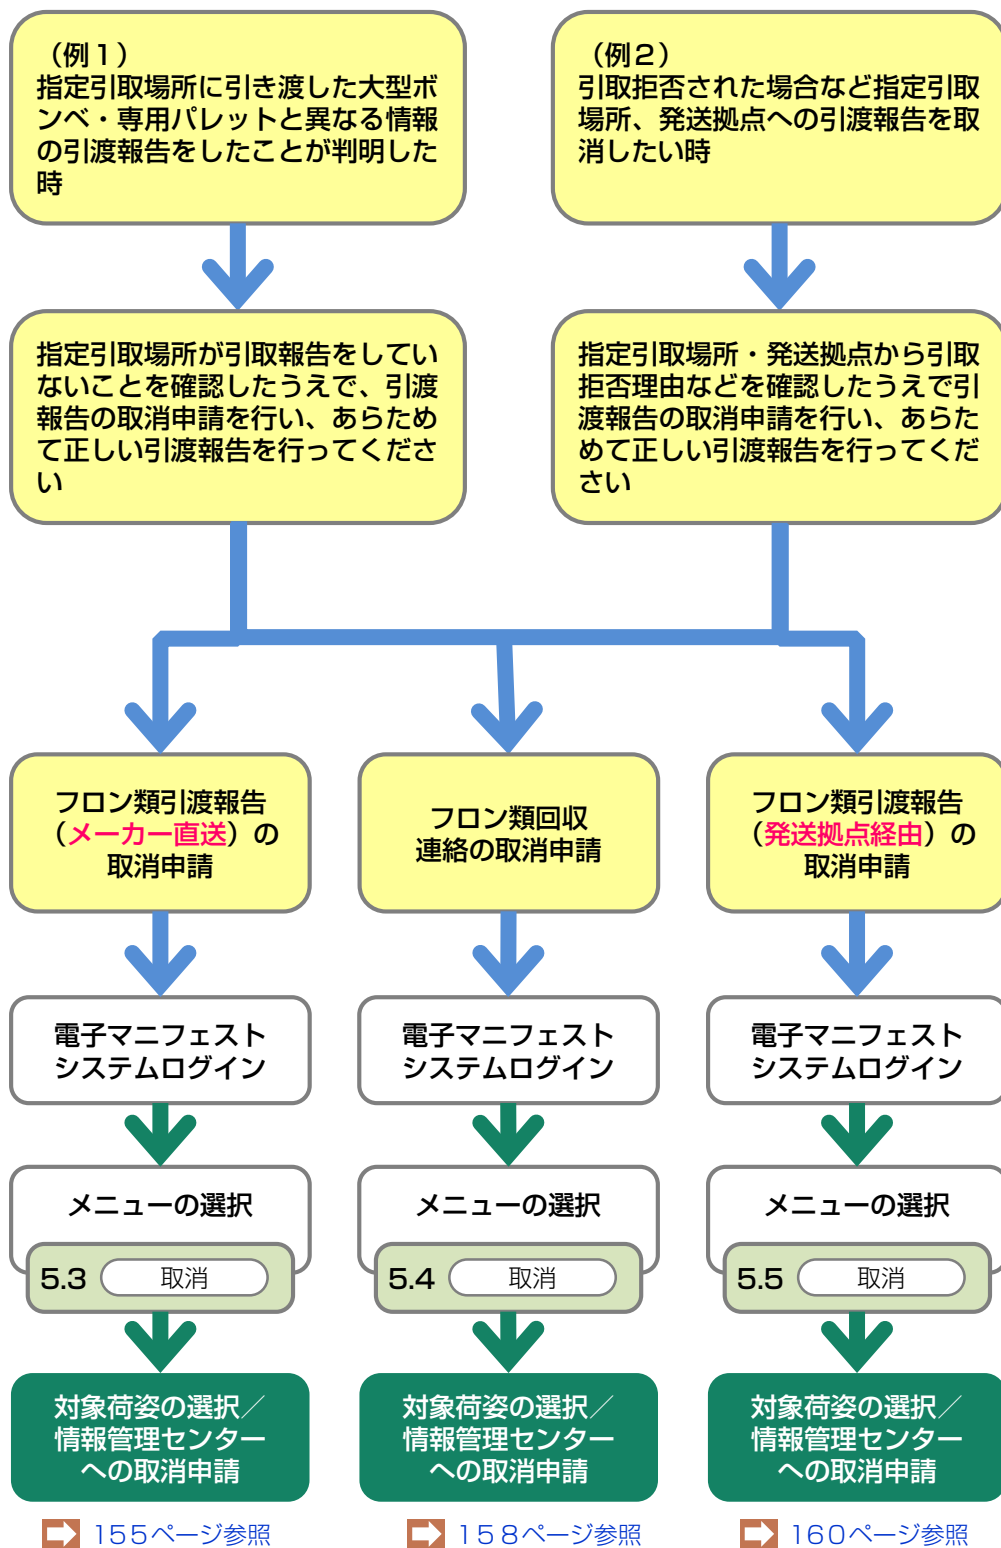 （例１）
指定引取場所に引き渡した大型ボ
ンベ・専用パレットと異なる情報
の引渡報告をしたことが判明した
時
（例２）
引取拒否された場合など指定引取
場所、発送拠点への引渡報告を取
消したい時
指定引取場所が引取報告をしてい
ないことを確認したうえで、引渡
報告の取消申請を行い、あらため
て正しい引渡報告を行ってくださ
い
指定引取場所・発送拠点から引取
拒否理由などを確認したうえで引
渡報告の取消申請を行い、あらた
めて正しい引渡報告を行ってくだ
さい
フロン類引渡報告
（メーカー直送）の
取消申請
フロン類回収
連絡の取消申請
フロン類引渡報告
（発送拠点経由）の
取消申請
電子マニフェスト
システムログイン
電子マニフェスト
システムログイン
電子マニフェスト
システムログイン
メニューの選択
メニューの選択
メニューの選択
5.3 取消
5.4 取消
5.5 取消
対象荷姿の選択／
情報管理センター
への取消申請
対象荷姿の選択／
情報管理センター
への取消申請
対象荷姿の選択／
情報管理センター
への取消申請
155ページ参照
158ページ参照
160ページ参照